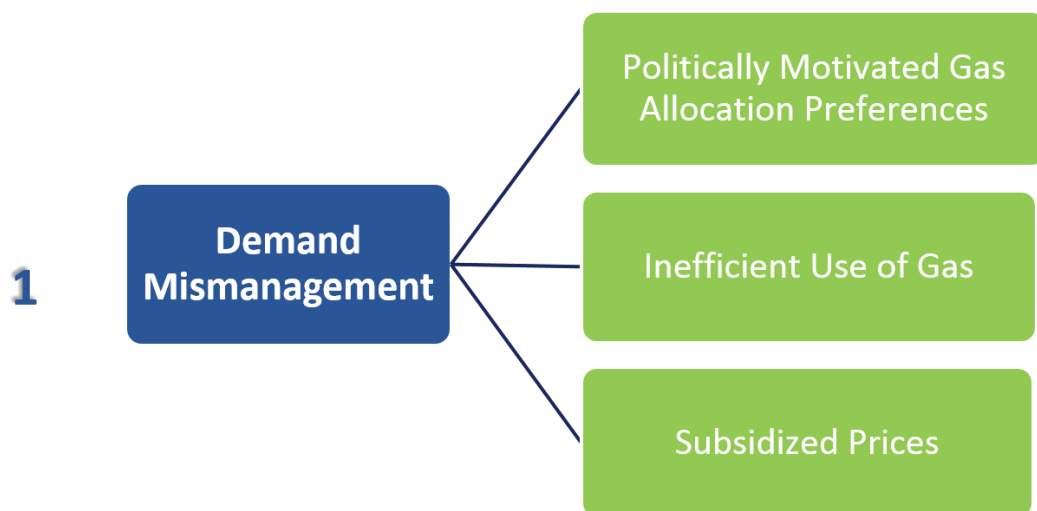 1
Demand
Mismanagement
Politically Motivated Gas
Allocation Preferences
Inefficient Use of Gas
Subsidized Prices